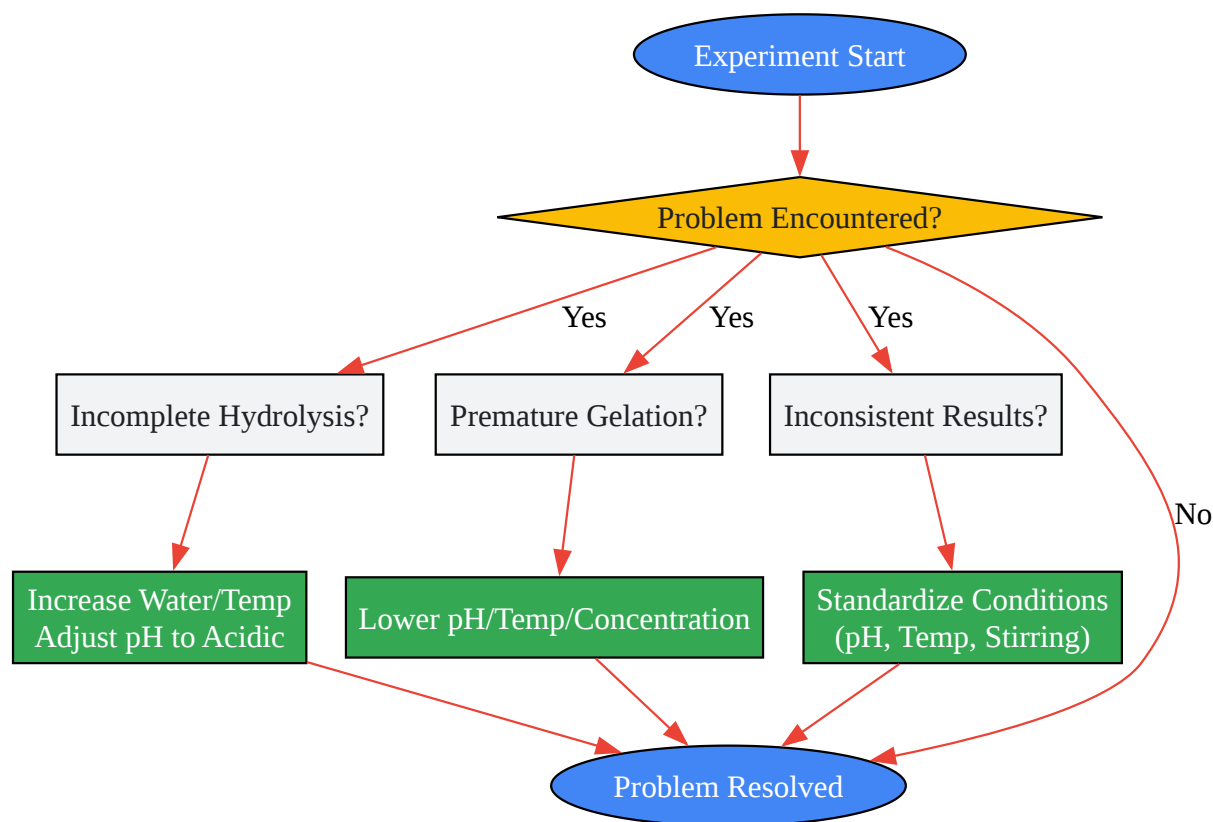 Experiment Start
Problem Encountered?
Yes
Yes
Yes
Incomplete Hydrolysis?
Premature Gelation?
Inconsistent Results?
No
Increase Water/Temp
Adjust pH to Acidic
Lower pH/Temp/Concentration
Standardize Conditions
(pH, Temp, Stirring)
Problem Resolved